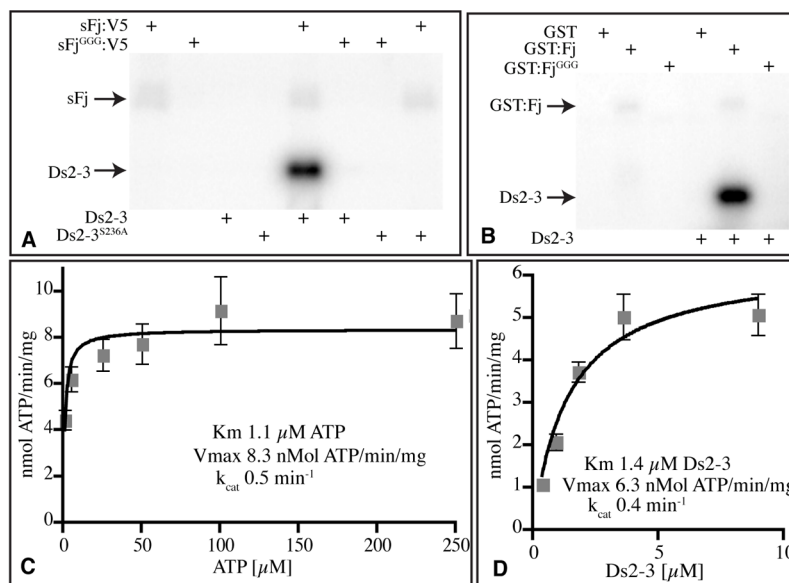 sFj:V5 + + +
sFjᴳᴳᴳ:V5 + + +
sFj
Ds2-3
Ds2-3 + + +
Ds2-3ˢ²³⁶ᴬ + + +
A
GST + +
GST:Fj + +
GST:Fjᴳᴳᴳ + +
GST:Fj
Ds2-3
Ds2-3 + + +
B
nmol ATP/min/mg
10
8
6
4
2
0
Km 1.1 µM ATP
Vmax 8.3 nMol ATP/min/mg
kcat 0.5 min⁻¹
0 50 100 150 200 250
ATP [µM]
C
nmol ATP/min/mg
6
5
4
3
2
1
0
Km 1.4 µM Ds2-3
Vmax 6.3 nMol ATP/min/mg
kcat 0.4 min⁻¹
0 5 10
Ds2-3 [µM]
D